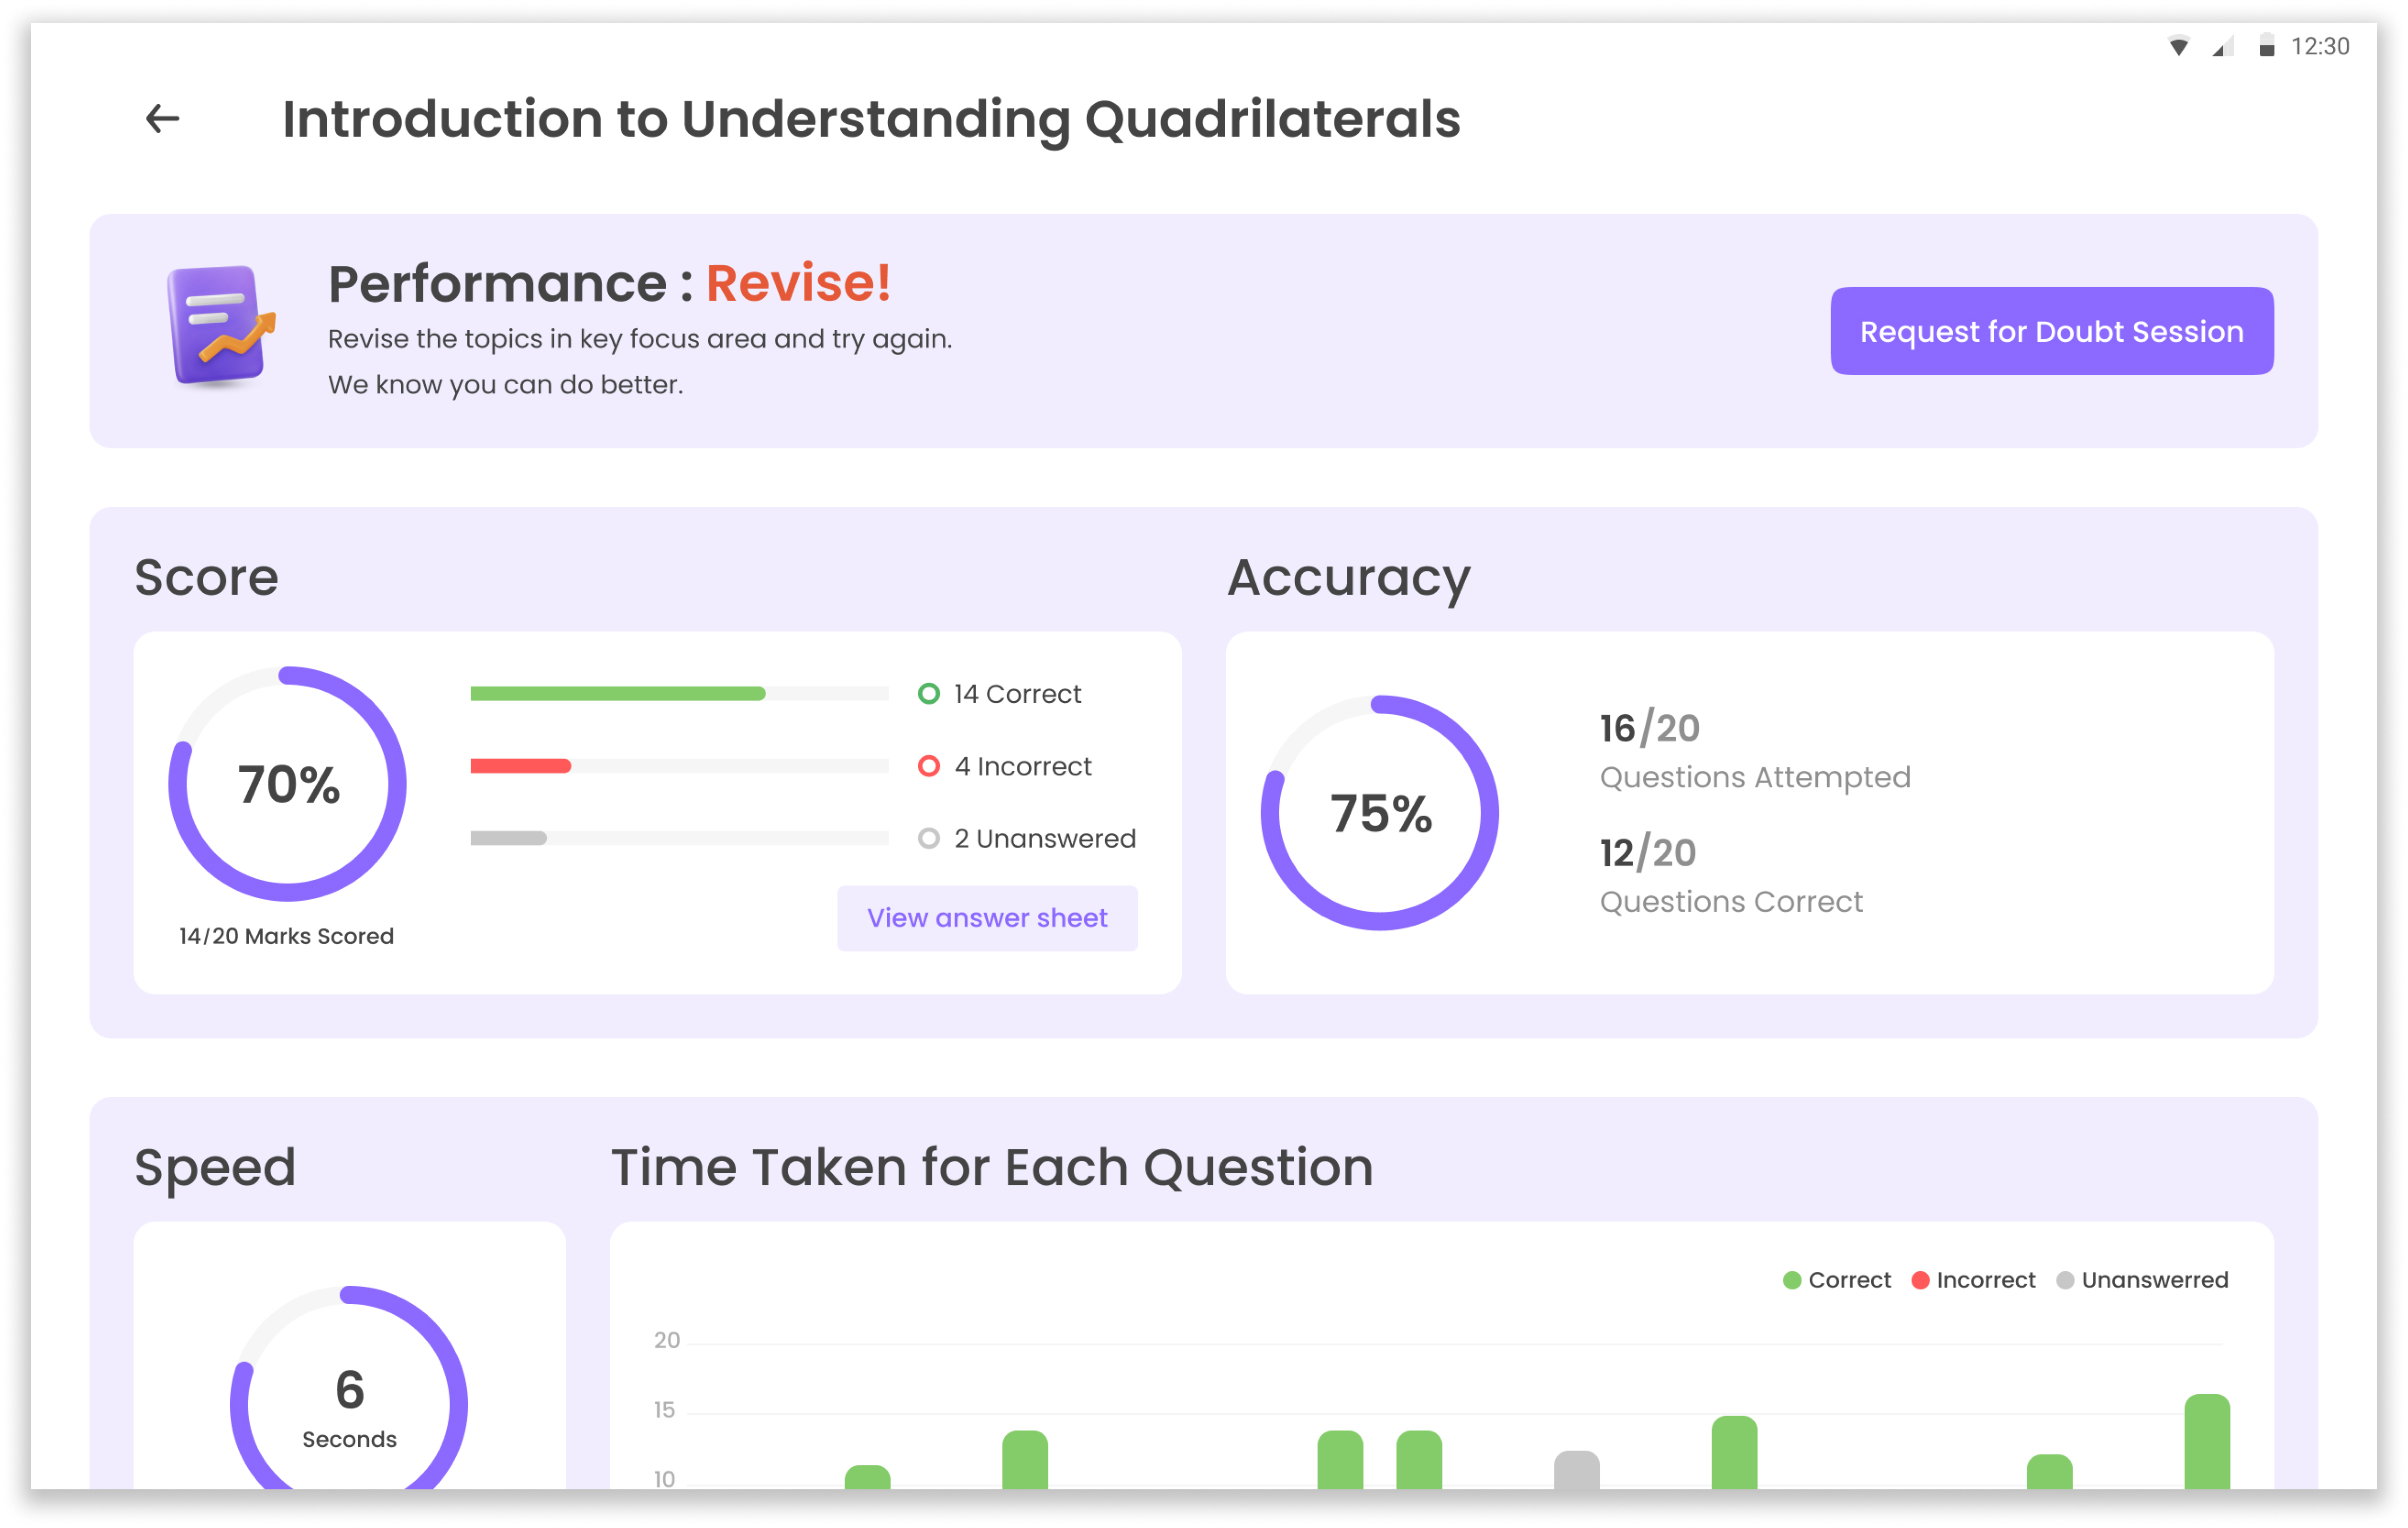 12:30
Introduction to Understanding Quadrilaterals
Performance : Revise!
Revise the topics in key focus area and try again.
We know you can do better.
Request for Doubt Session
Score
70%
14/20 Marks Scored
14 Correct
4 Incorrect
2 Unanswered
View answer sheet
Accuracy
75%
16/20
Questions Attempted
12/20
Questions Correct
Speed
6
Seconds
Time Taken for Each Question
Correct Incorrect Unanswerred
20
15
10